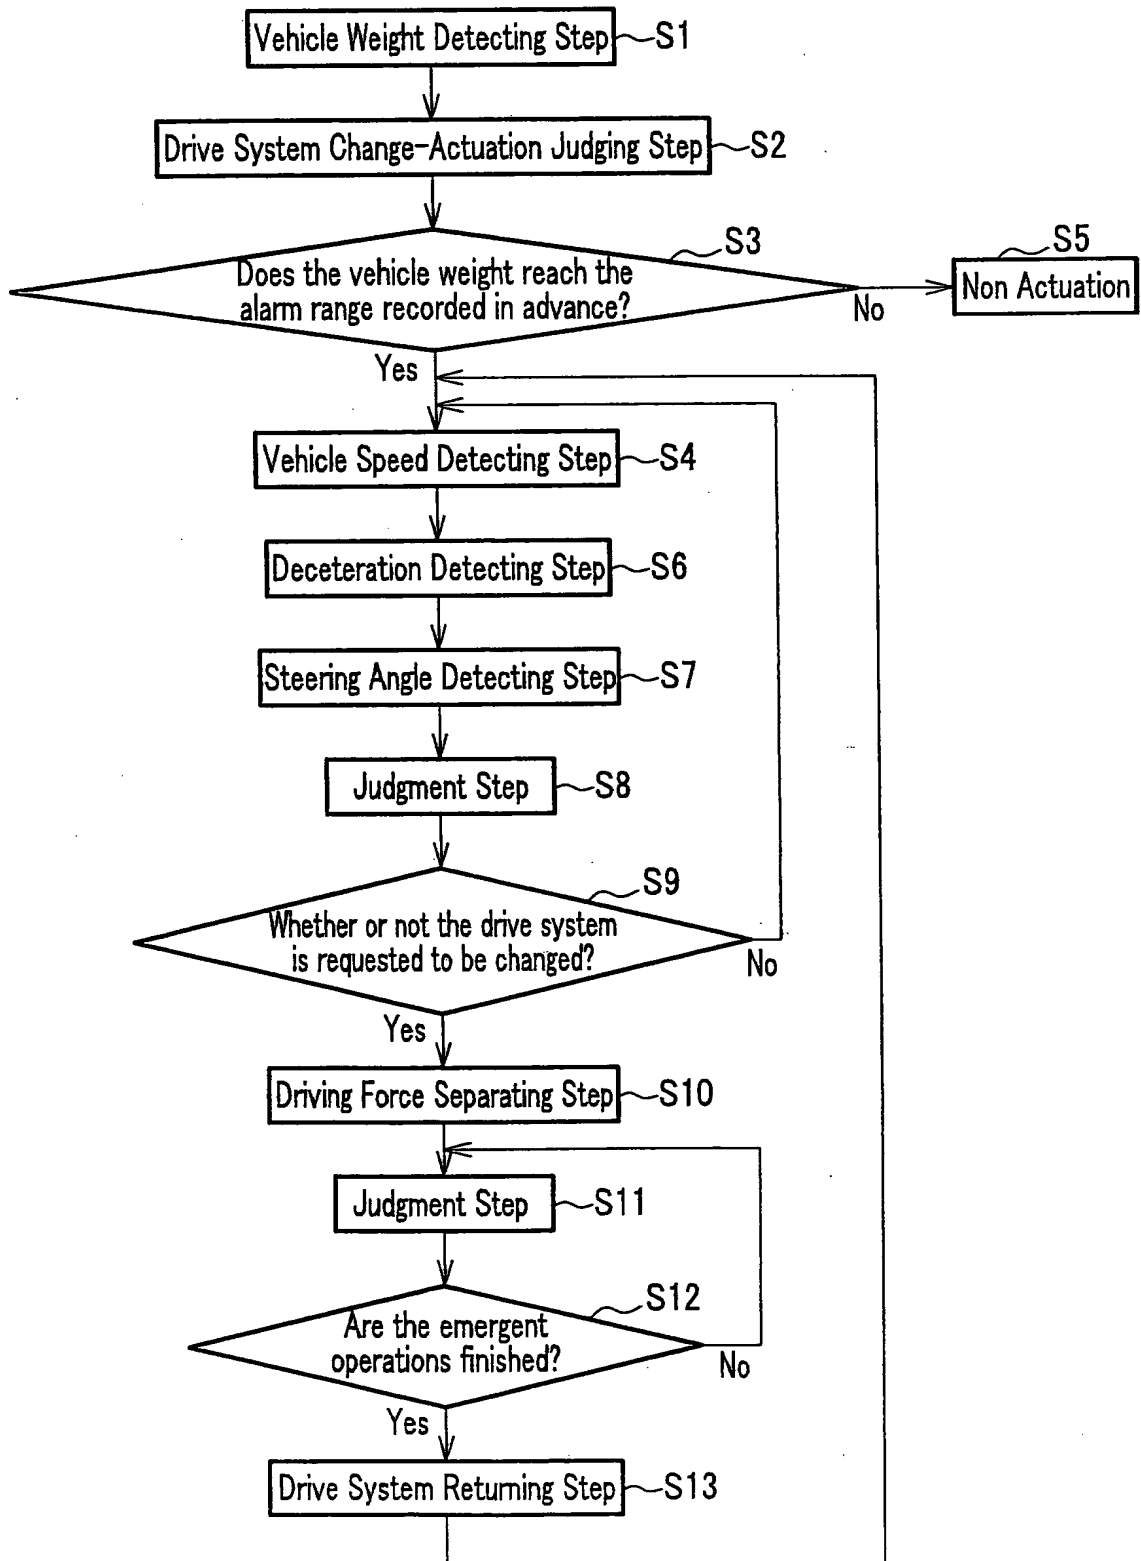 Vehicle Weight Detecting Step
S1
Drive System Change-Actuation Judging Step
S2
S3
Does the vehicle weight reach the
alarm range recorded in advance?
No
S5
Non Actuation
Yes
Vehicle Speed Detecting Step
S4
Deceteration Detecting Step
S6
Steering Angle Detecting Step
S7
Judgment Step
S8
S9
Whether or not the drive system
is requested to be changed?
No
Yes
Driving Force Separating Step
S10
Judgment Step
S11
S12
Are the emergent
operations finished?
No
Yes
Drive System Returning Step
S13